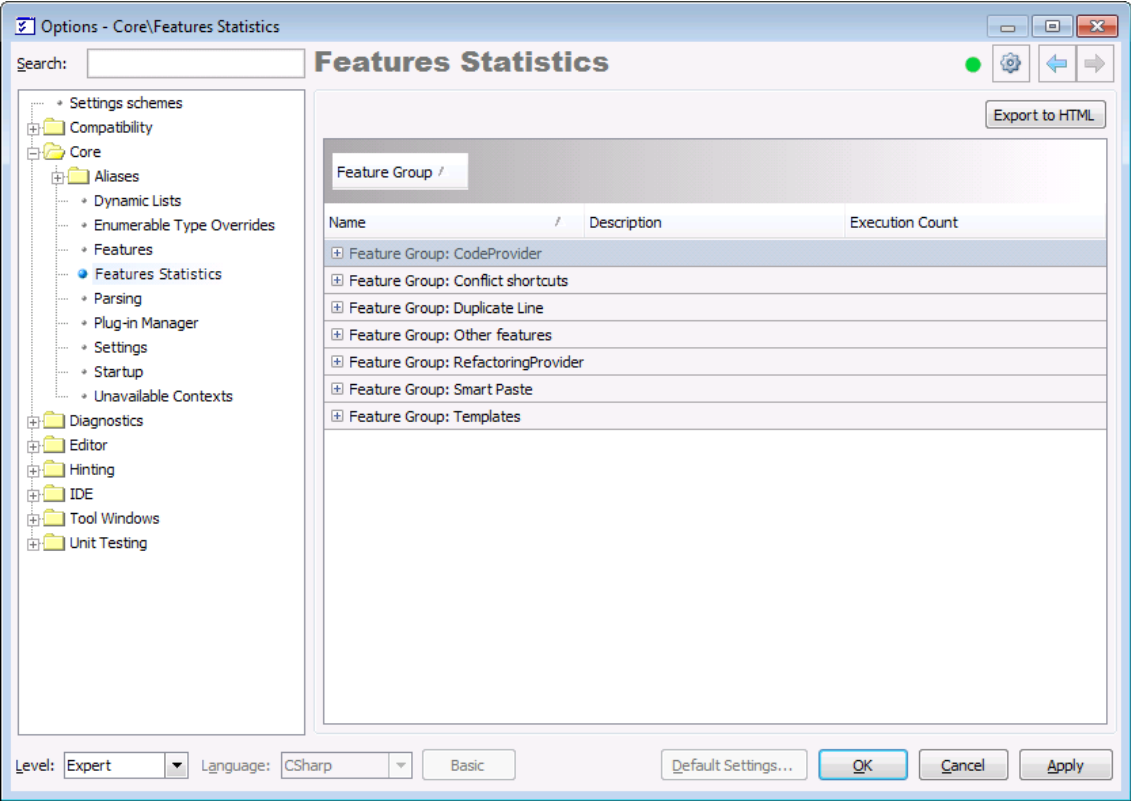 Options - Core\Features Statistics
Search:
Features Statistics
Settings schemes
Compatibility
Core
Aliases
Dynamic Lists
Enumerable Type Overrides
Features
Features Statistics
Parsing
Plug-in Manager
Settings
Startup
Unavailable Contexts
Diagnostics
Editor
Hinting
IDE
Tool Windows
Unit Testing
Export to HTML
Feature Group
Name Description Execution Count
Feature Group: CodeProvider
Feature Group: Conflict shortcuts
Feature Group: Duplicate Line
Feature Group: Other features
Feature Group: RefactoringProvider
Feature Group: Smart Paste
Feature Group: Templates
Level: Expert Language: CSharp Basic Default Settings... OK Cancel Apply